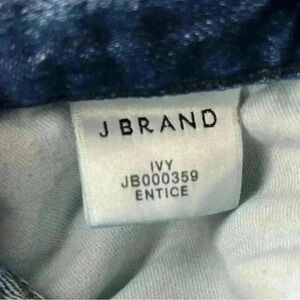 J BRAND
IVY
JB000359
ENTICE